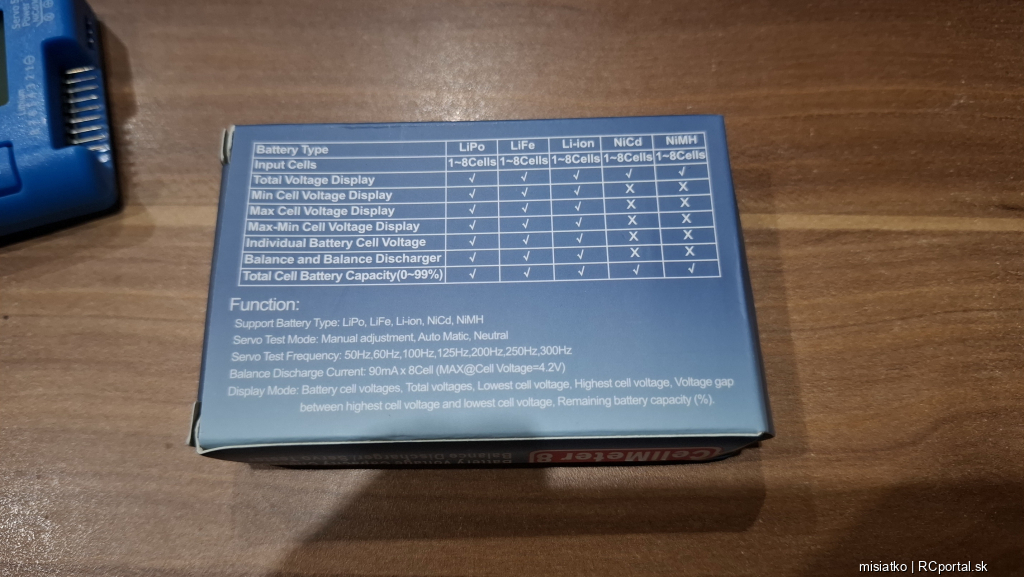 Servo S
Power
Battery Type LiPo LiFe Li-ion NiCd NiMH
Input Cells 1~8Cells 1~8Cells 1~8Cells 1~8Cells 1~8Cells
Total Voltage Display √ √ √ √ √
Min Cell Voltage Display √ √ √ X X
Max Cell Voltage Display √ √ √ X X
Max-Min Cell Voltage Display √ √ √ X X
Individual Battery Cell Voltage √ √ √ X X
Balance and Balance Discharger √ √ √ X X
Total Cell Battery Capacity(0~99%) √ √ √ √ √
Function:
Support Battery Type: LiPo, LiFe, Li-ion, NiCd, NiMH
Servo Test Mode: Manual adjustment, Auto Matic, Neutral
Servo Test Frequency: 50Hz,60Hz,100Hz,125Hz,200Hz,250Hz,300Hz
Balance Discharge Current: 90mA x 8Cell (MAX@Cell Voltage=4.2V)
Display Mode: Battery cell voltages, Total voltages, Lowest cell voltage, Highest cell voltage, Voltage gap
between highest cell voltage and lowest cell voltage, Remaining battery capacity (%).
CellMeter 8
misiatko | RCportal.sk